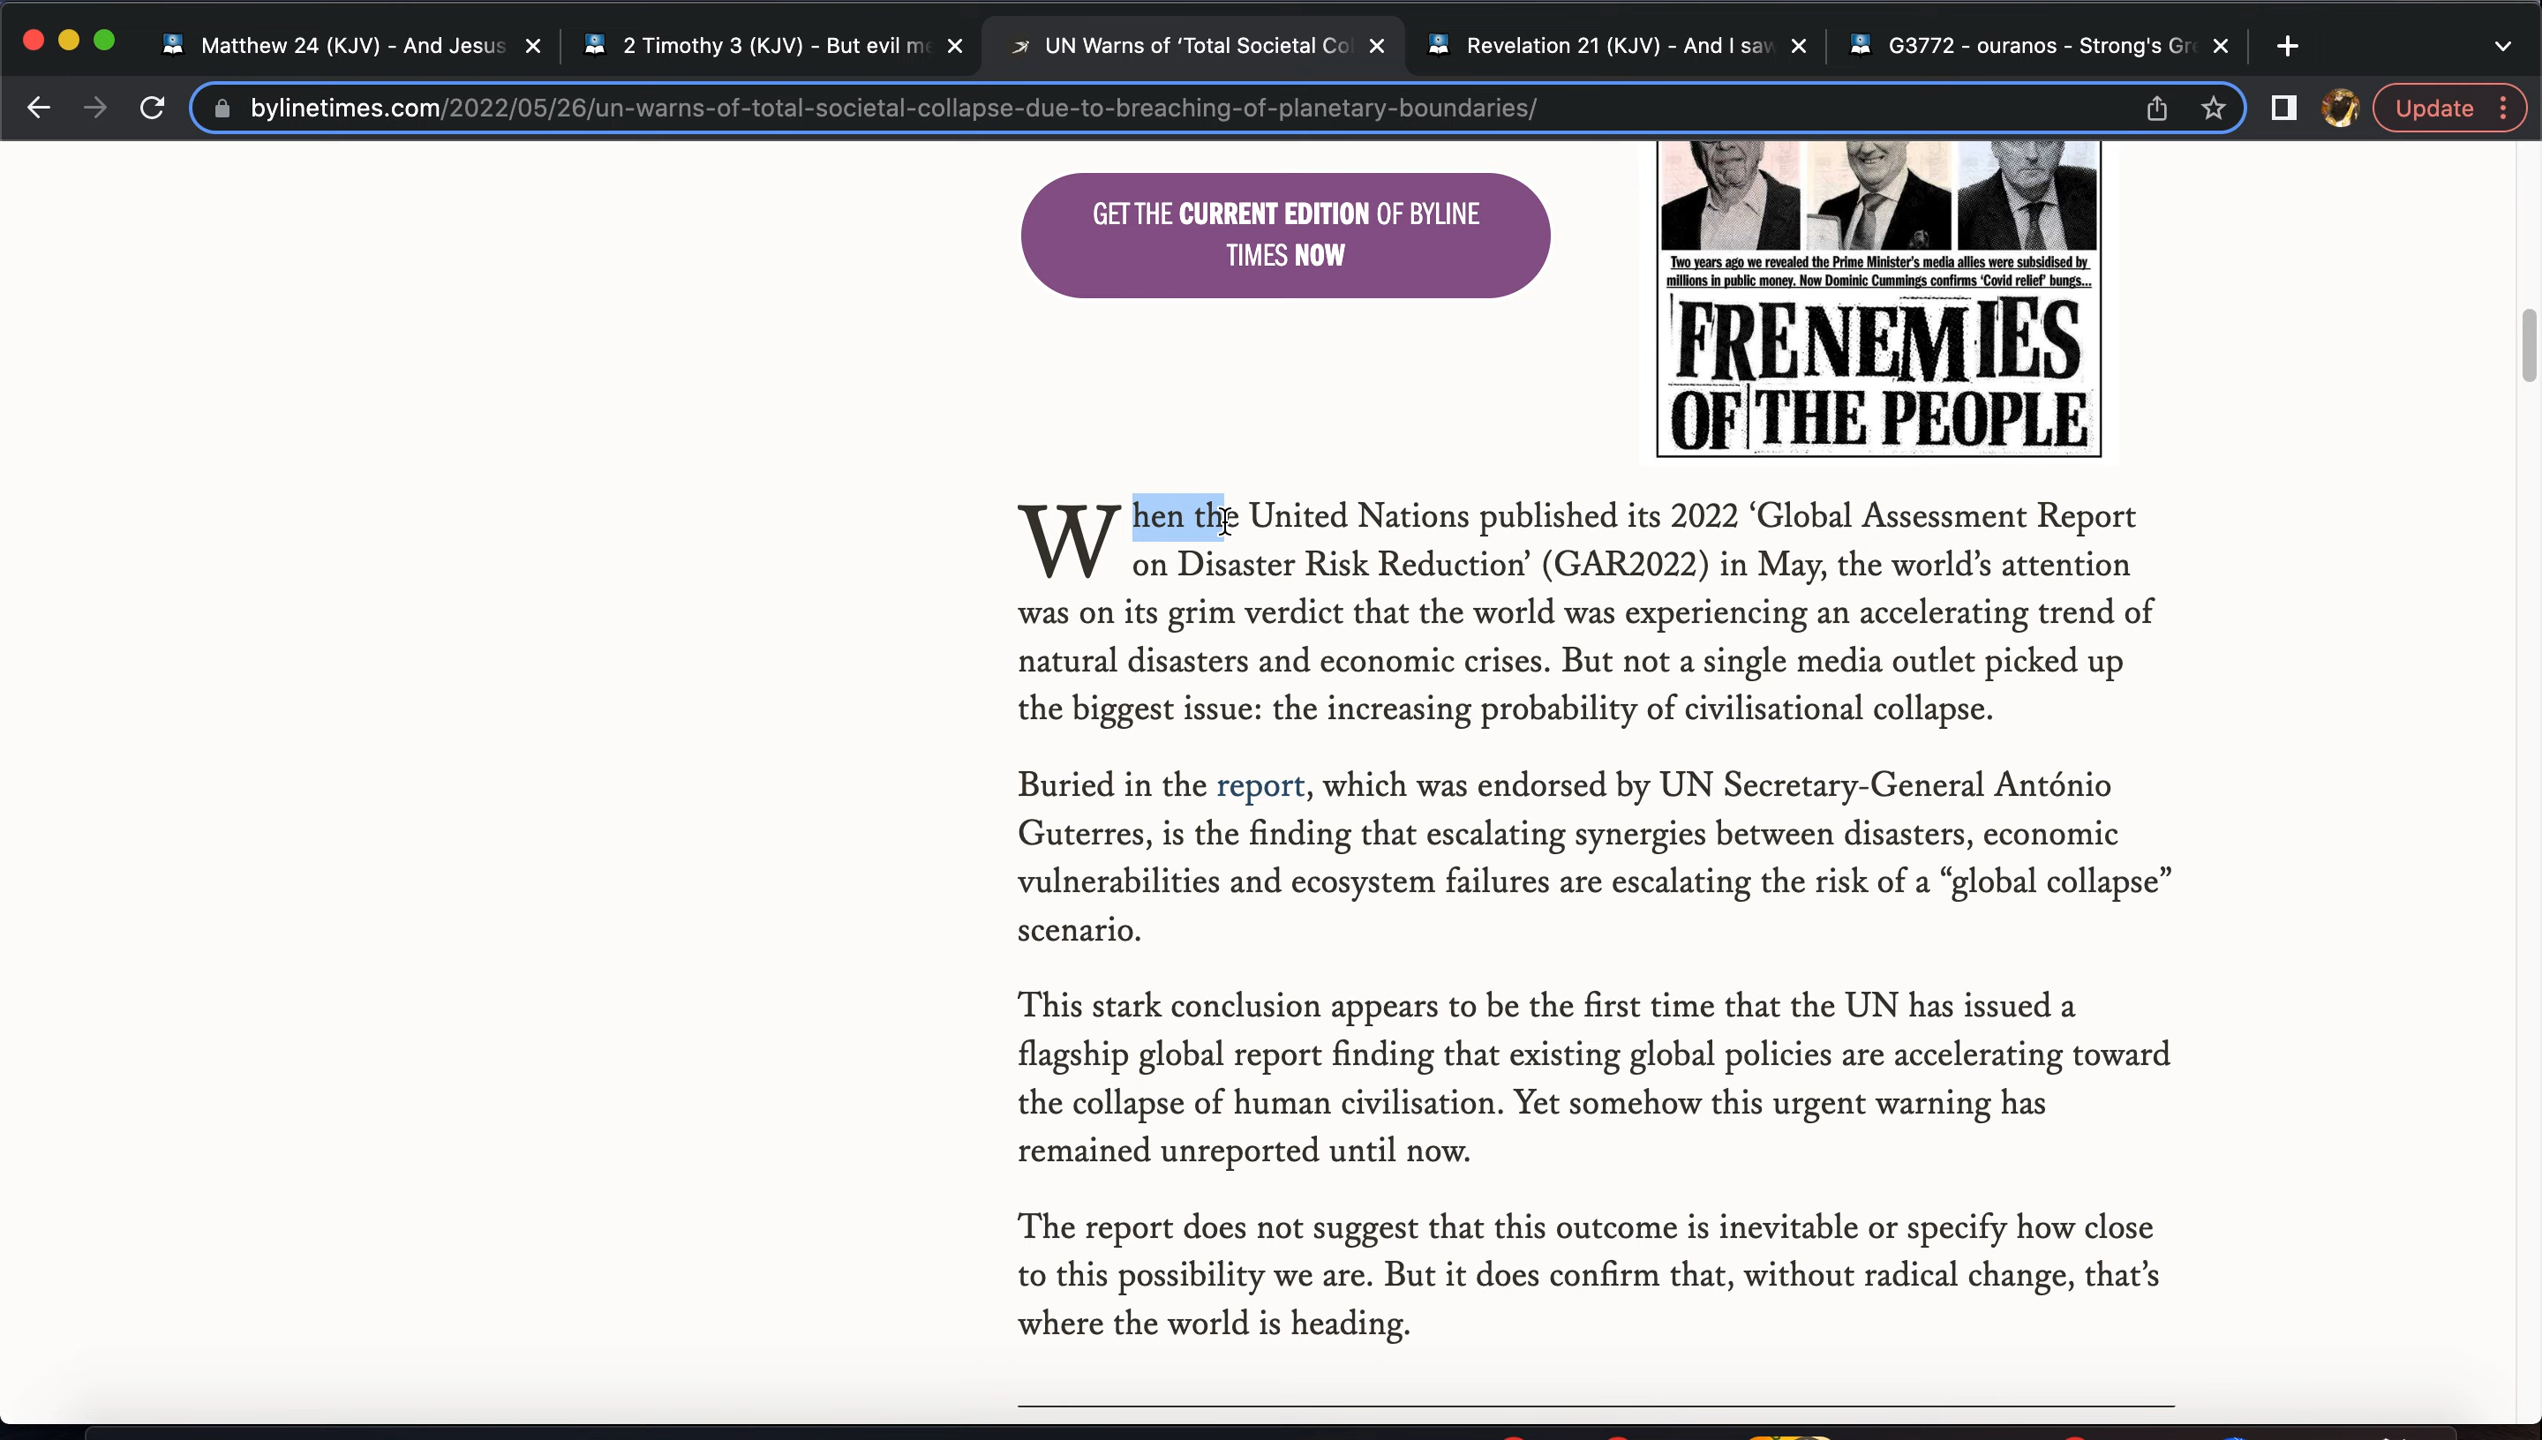 Matthew 24 (KJV) - And Jesus
2 Timothy 3 (KJV) - But evil me
UN Warns of ‘Total Societal Col
Revelation 21 (KJV) - And I saw
G3772 - ouranos - Strong's Gre
bylinetimes.com/2022/05/26/un-warns-of-total-societal-collapse-due-to-breaching-of-planetary-boundaries/
Update
GET THE CURRENT EDITION OF BYLINE
TIMES NOW
Two years ago we revealed the Prime Minister's media allies were subsidised by
millions in public money. Now Dominic Cummings confirms ‘Covid relief’ bungs...
FRENEMIES
OF THE PEOPLE
When the United Nations published its 2022 ‘Global Assessment Report
on Disaster Risk Reduction’ (GAR2022) in May, the world’s attention
was on its grim verdict that the world was experiencing an accelerating trend of
natural disasters and economic crises. But not a single media outlet picked up
the biggest issue: the increasing probability of civilisational collapse.
Buried in the report, which was endorsed by UN Secretary-General António
Guterres, is the finding that escalating synergies between disasters, economic
vulnerabilities and ecosystem failures are escalating the risk of a “global collapse”
scenario.
This stark conclusion appears to be the first time that the UN has issued a
flagship global report finding that existing global policies are accelerating toward
the collapse of human civilisation. Yet somehow this urgent warning has
remained unreported until now.
The report does not suggest that this outcome is inevitable or specify how close
to this possibility we are. But it does confirm that, without radical change, that’s
where the world is heading.